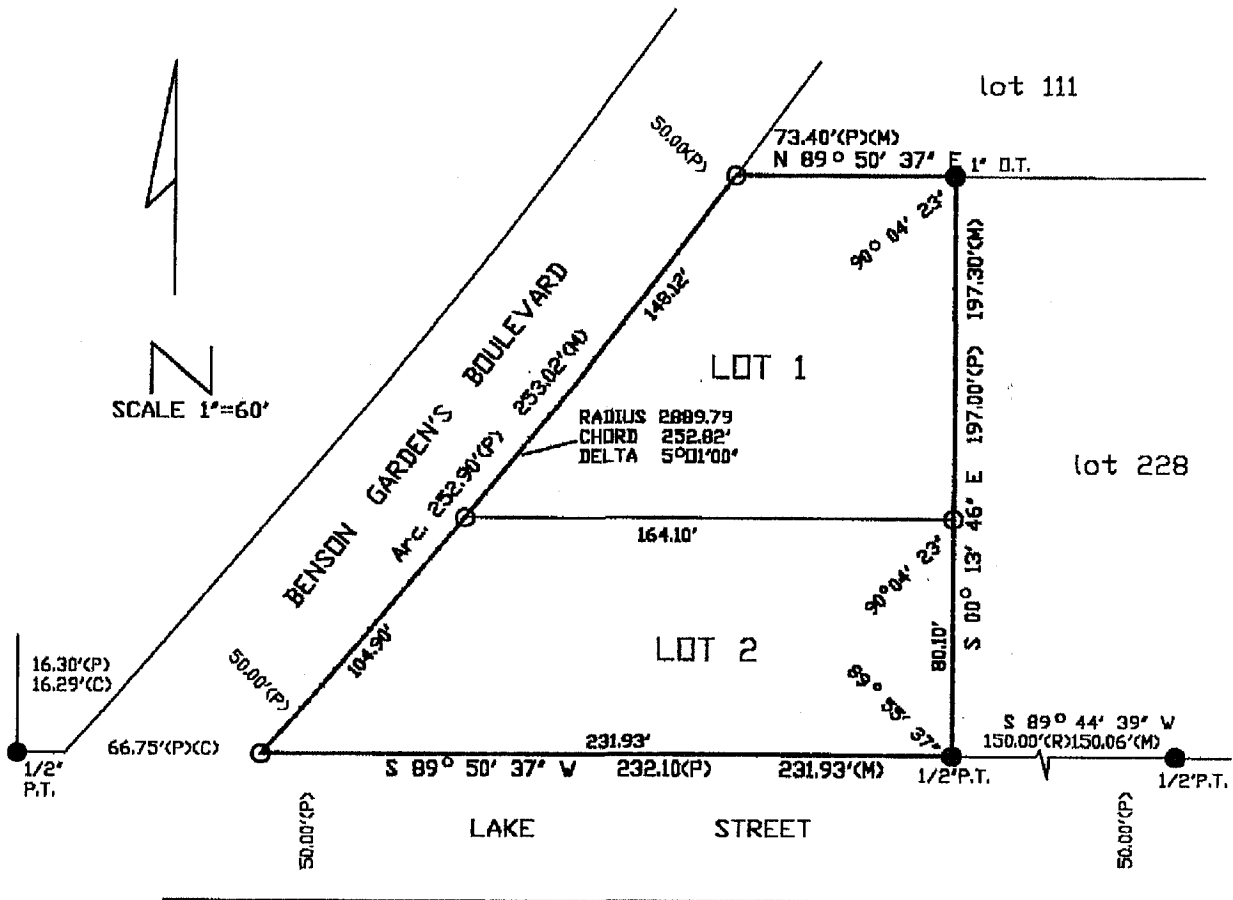 lot 111
50.00(P)
73.40'(P)(M)
N 89° 50' 37" E 1" O.T.
90° 04' 23"
197.00'(P) 197.30'(M)
148.12'
BENSON GARDEN'S BOULEVARD
Arc. 252.90'(P) 253.02'(M)
LOT 1
N
SCALE 1"=60'
RADIUS 2889.79
CHORD 252.82'
DELTA 5°01'00"
lot 228
164.10'
S 00° 13' 46" E
90°04' 23"
104.90'
80.10'
LOT 2
50.00'(P)
89° 55' 37"
16.30'(P)
16.29'(C)
66.75'(P)(C)
1/2"
P.T.
231.93'
S 89° 50' 37" W 232.10(P) 231.93'(M)
S 89° 44' 39" W
150.00'(R)150.06'(M)
1/2"P.T.
1/2"P.T.
50.00'(P)
LAKE STREET
50.00'(P)